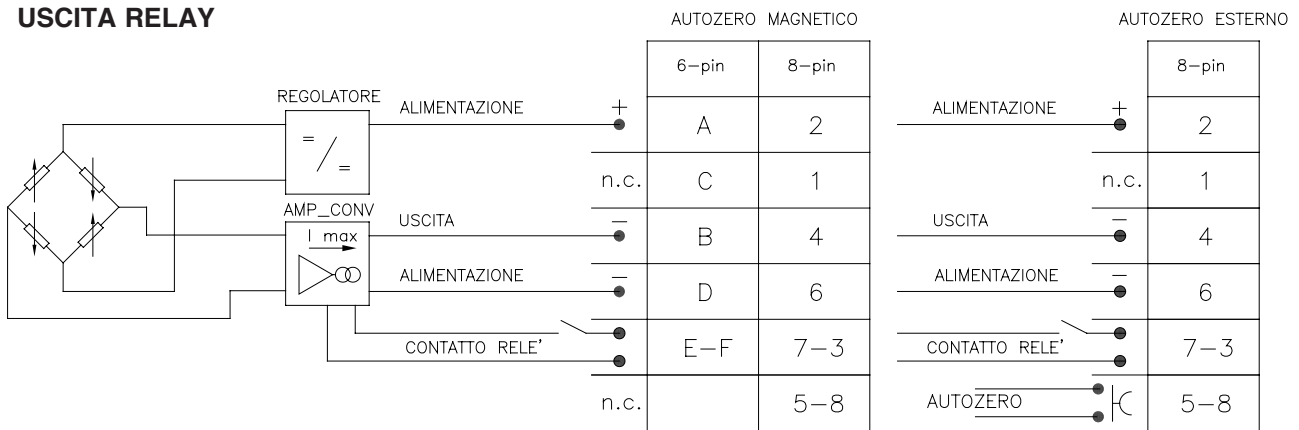 USCITA RELAY
AUTOZERO MAGNETICO
AUTOZERO ESTERNO
6-pin 8-pin
8-pin
REGOLATORE
= / =
ALIMENTAZIONE + A 2
ALIMENTAZIONE + 2
n.c. C 1
n.c. 1
AMP_CONV
I max
USCITA - B 4
USCITA - 4
ALIMENTAZIONE - D 6
ALIMENTAZIONE - 6
CONTATTO RELE' E-F 7-3
CONTATTO RELE' 7-3
n.c. 5-8
AUTOZERO 5-8